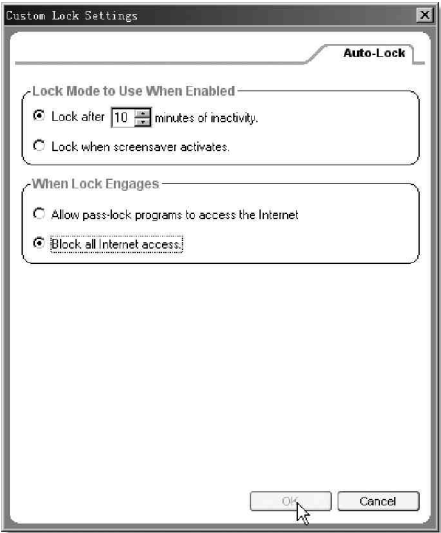 Custom Lock Settings
Auto-Lock
Lock Mode to Use When Enabled
Lock after 10 minutes of inactivity.
Lock when screensaver activates.
When Lock Engages
Allow pass-lock programs to access the Internet
Block all Internet access.
OK
Cancel